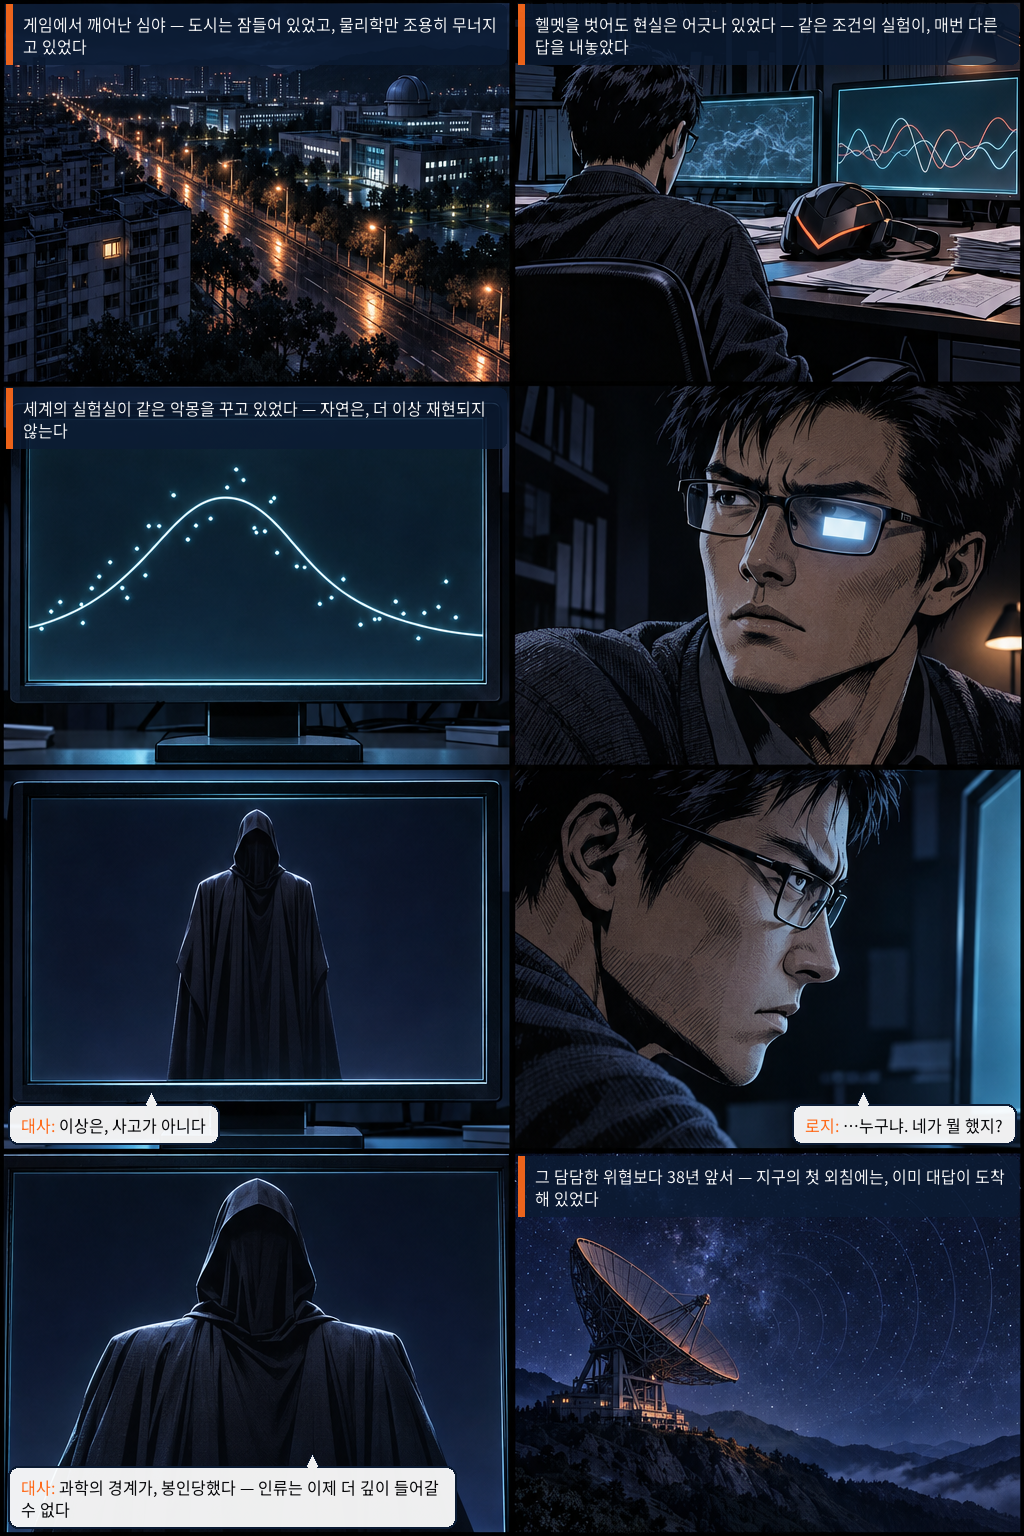 게임에서 깨어난 심야 — 도시는 잠들어 있었고, 물리학만 조용히 무너지
고 있었다
헬멧을 벗어도 현실은 어긋나 있었다 — 같은 조건의 실험이, 매번 다른
답을 내놓았다
세계의 실험실이 같은 악몽을 꾸고 있었다 — 자연은, 더 이상 재현되지
않는다
대사: 이상은, 사고가 아니다
로지: …누구냐. 네가 뭘 했지?
대사: 과학의 경계가, 봉인당했다 — 인류는 이제 더 깊이 들어갈
수 없다
그 담담한 위협보다 38년 앞서 — 지구의 첫 외침에는, 이미 대답이 도착
해 있었다